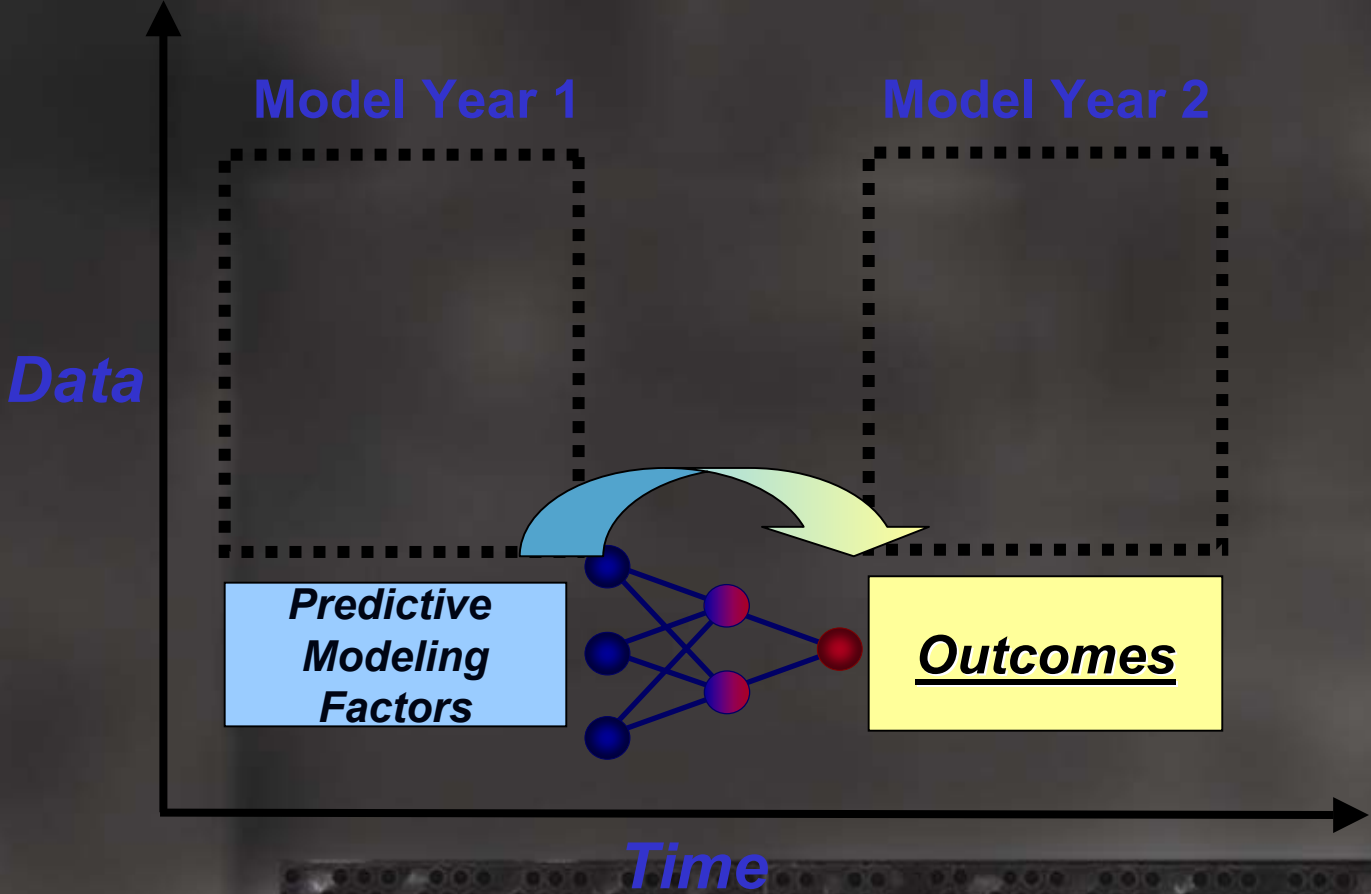 Model Year 1
Model Year 2
Data
Predictive
Modeling
Factors
Outcomes
Time